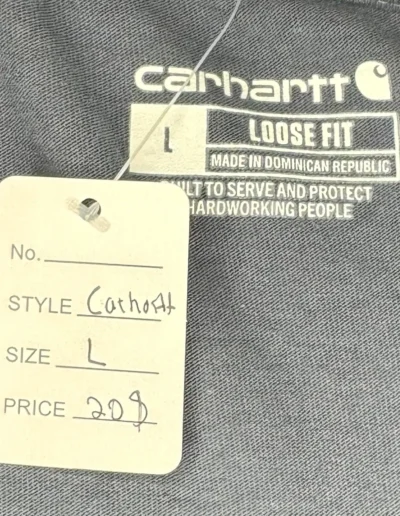 carhartt
L
LOOSE FIT
MADE IN DOMINICAN REPUBLIC
BUILT TO SERVE AND PROTECT
HARDWORKING PEOPLE
No.
STYLE Carhartt
SIZE L
PRICE 20$